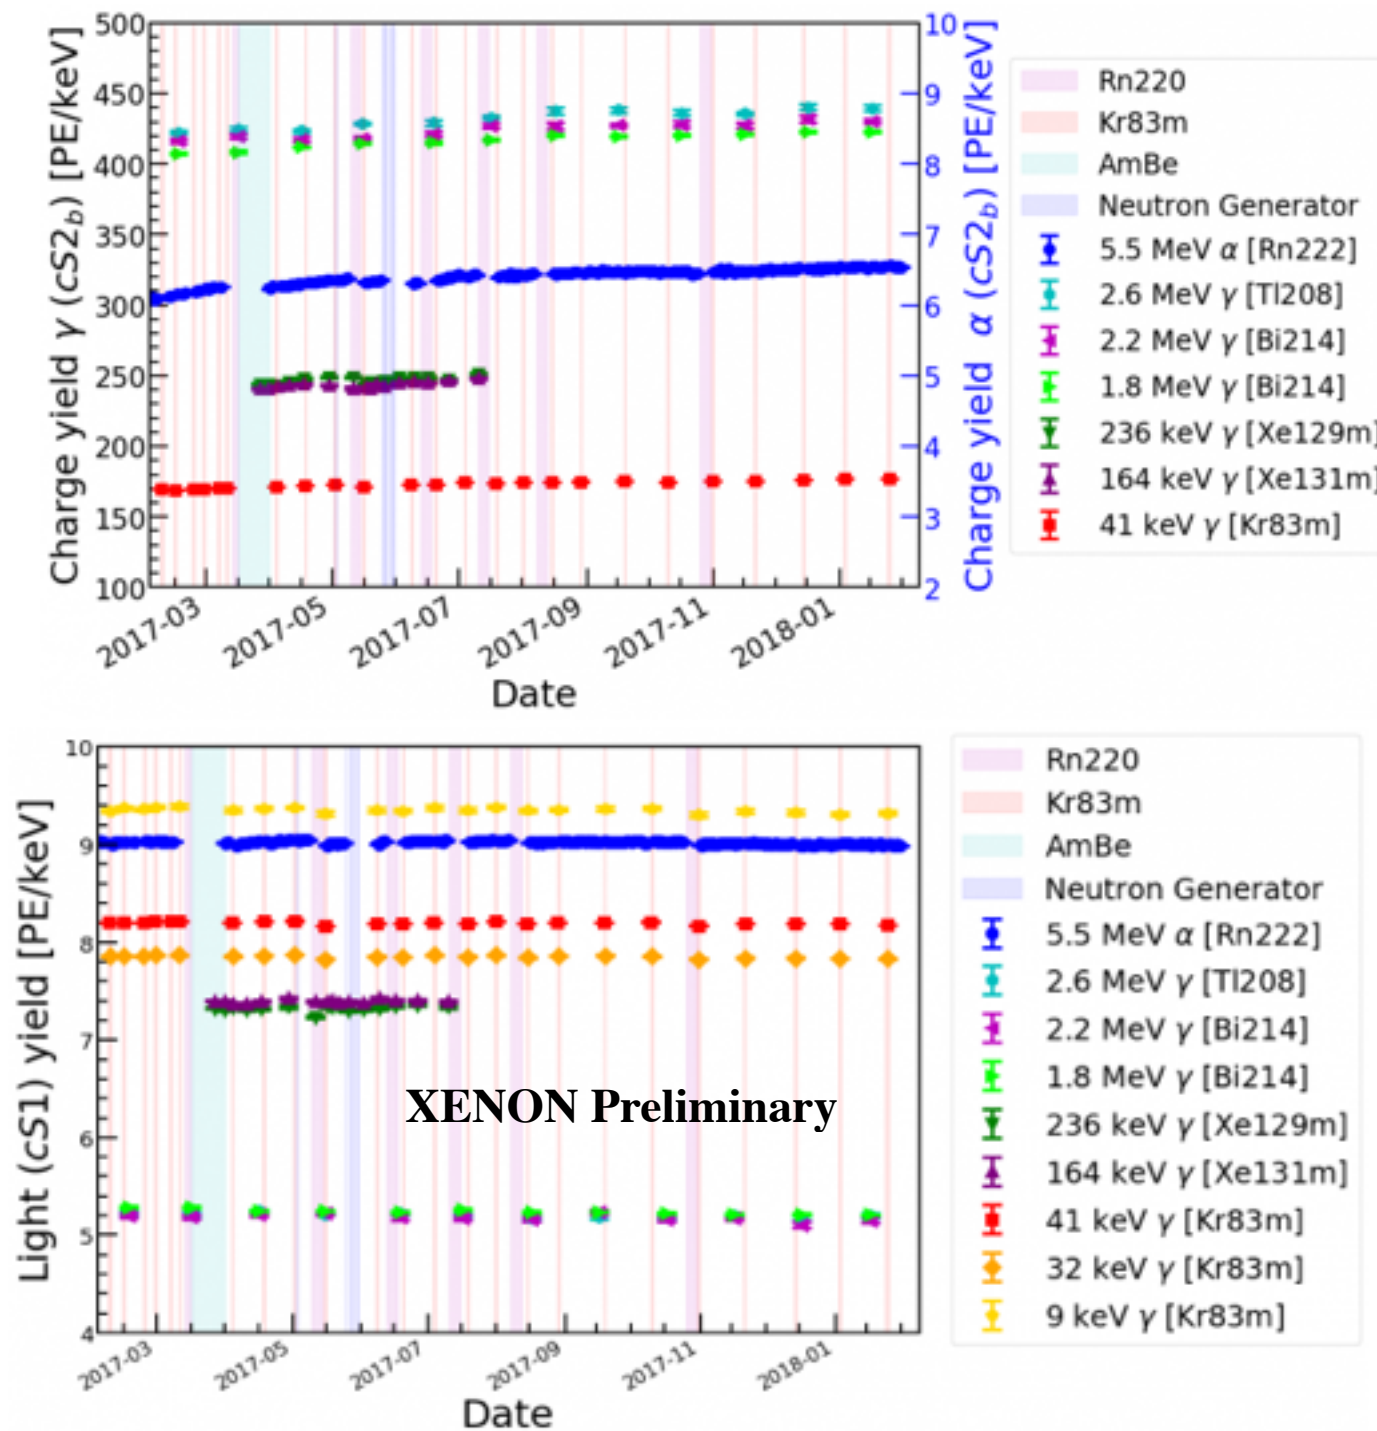 Charge yield γ (cS2b) [PE/keV]
500
450
400
350
300
250
200
150
100
10
9
8
7
6
5
4
3
2
Charge yield α (cS2b) [PE/keV]
2017-03
2017-05
2017-07
2017-09
2017-11
2018-01
Date
Rn220
Kr83m
AmBe
Neutron Generator
5.5 MeV α [Rn222]
2.6 MeV γ [Tl208]
2.2 MeV γ [Bi214]
1.8 MeV γ [Bi214]
236 keV γ [Xe129m]
164 keV γ [Xe131m]
41 keV γ [Kr83m]
Light (cS1) yield [PE/keV]
10
9
8
7
6
5
4
XENON Preliminary
2017-03
2017-05
2017-07
2017-09
2017-11
2018-01
Date
Rn220
Kr83m
AmBe
Neutron Generator
5.5 MeV α [Rn222]
2.6 MeV γ [Tl208]
2.2 MeV γ [Bi214]
1.8 MeV γ [Bi214]
236 keV γ [Xe129m]
164 keV γ [Xe131m]
41 keV γ [Kr83m]
32 keV γ [Kr83m]
9 keV γ [Kr83m]